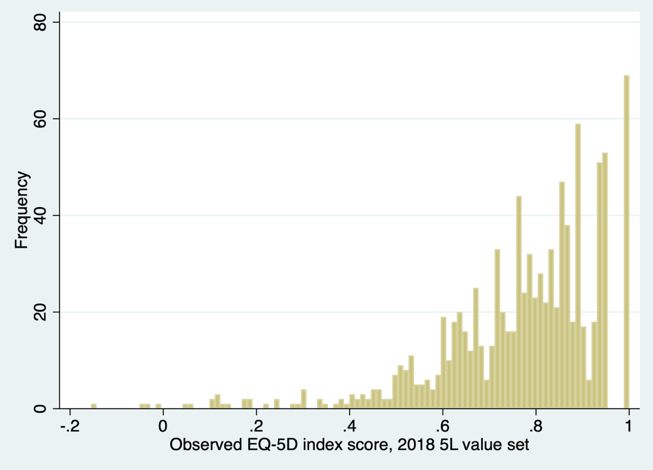 80
60
40
20
0
Frequency
-.2 0 .2 .4 .6 .8 1
Observed EQ-5D index score, 2018 5L value set